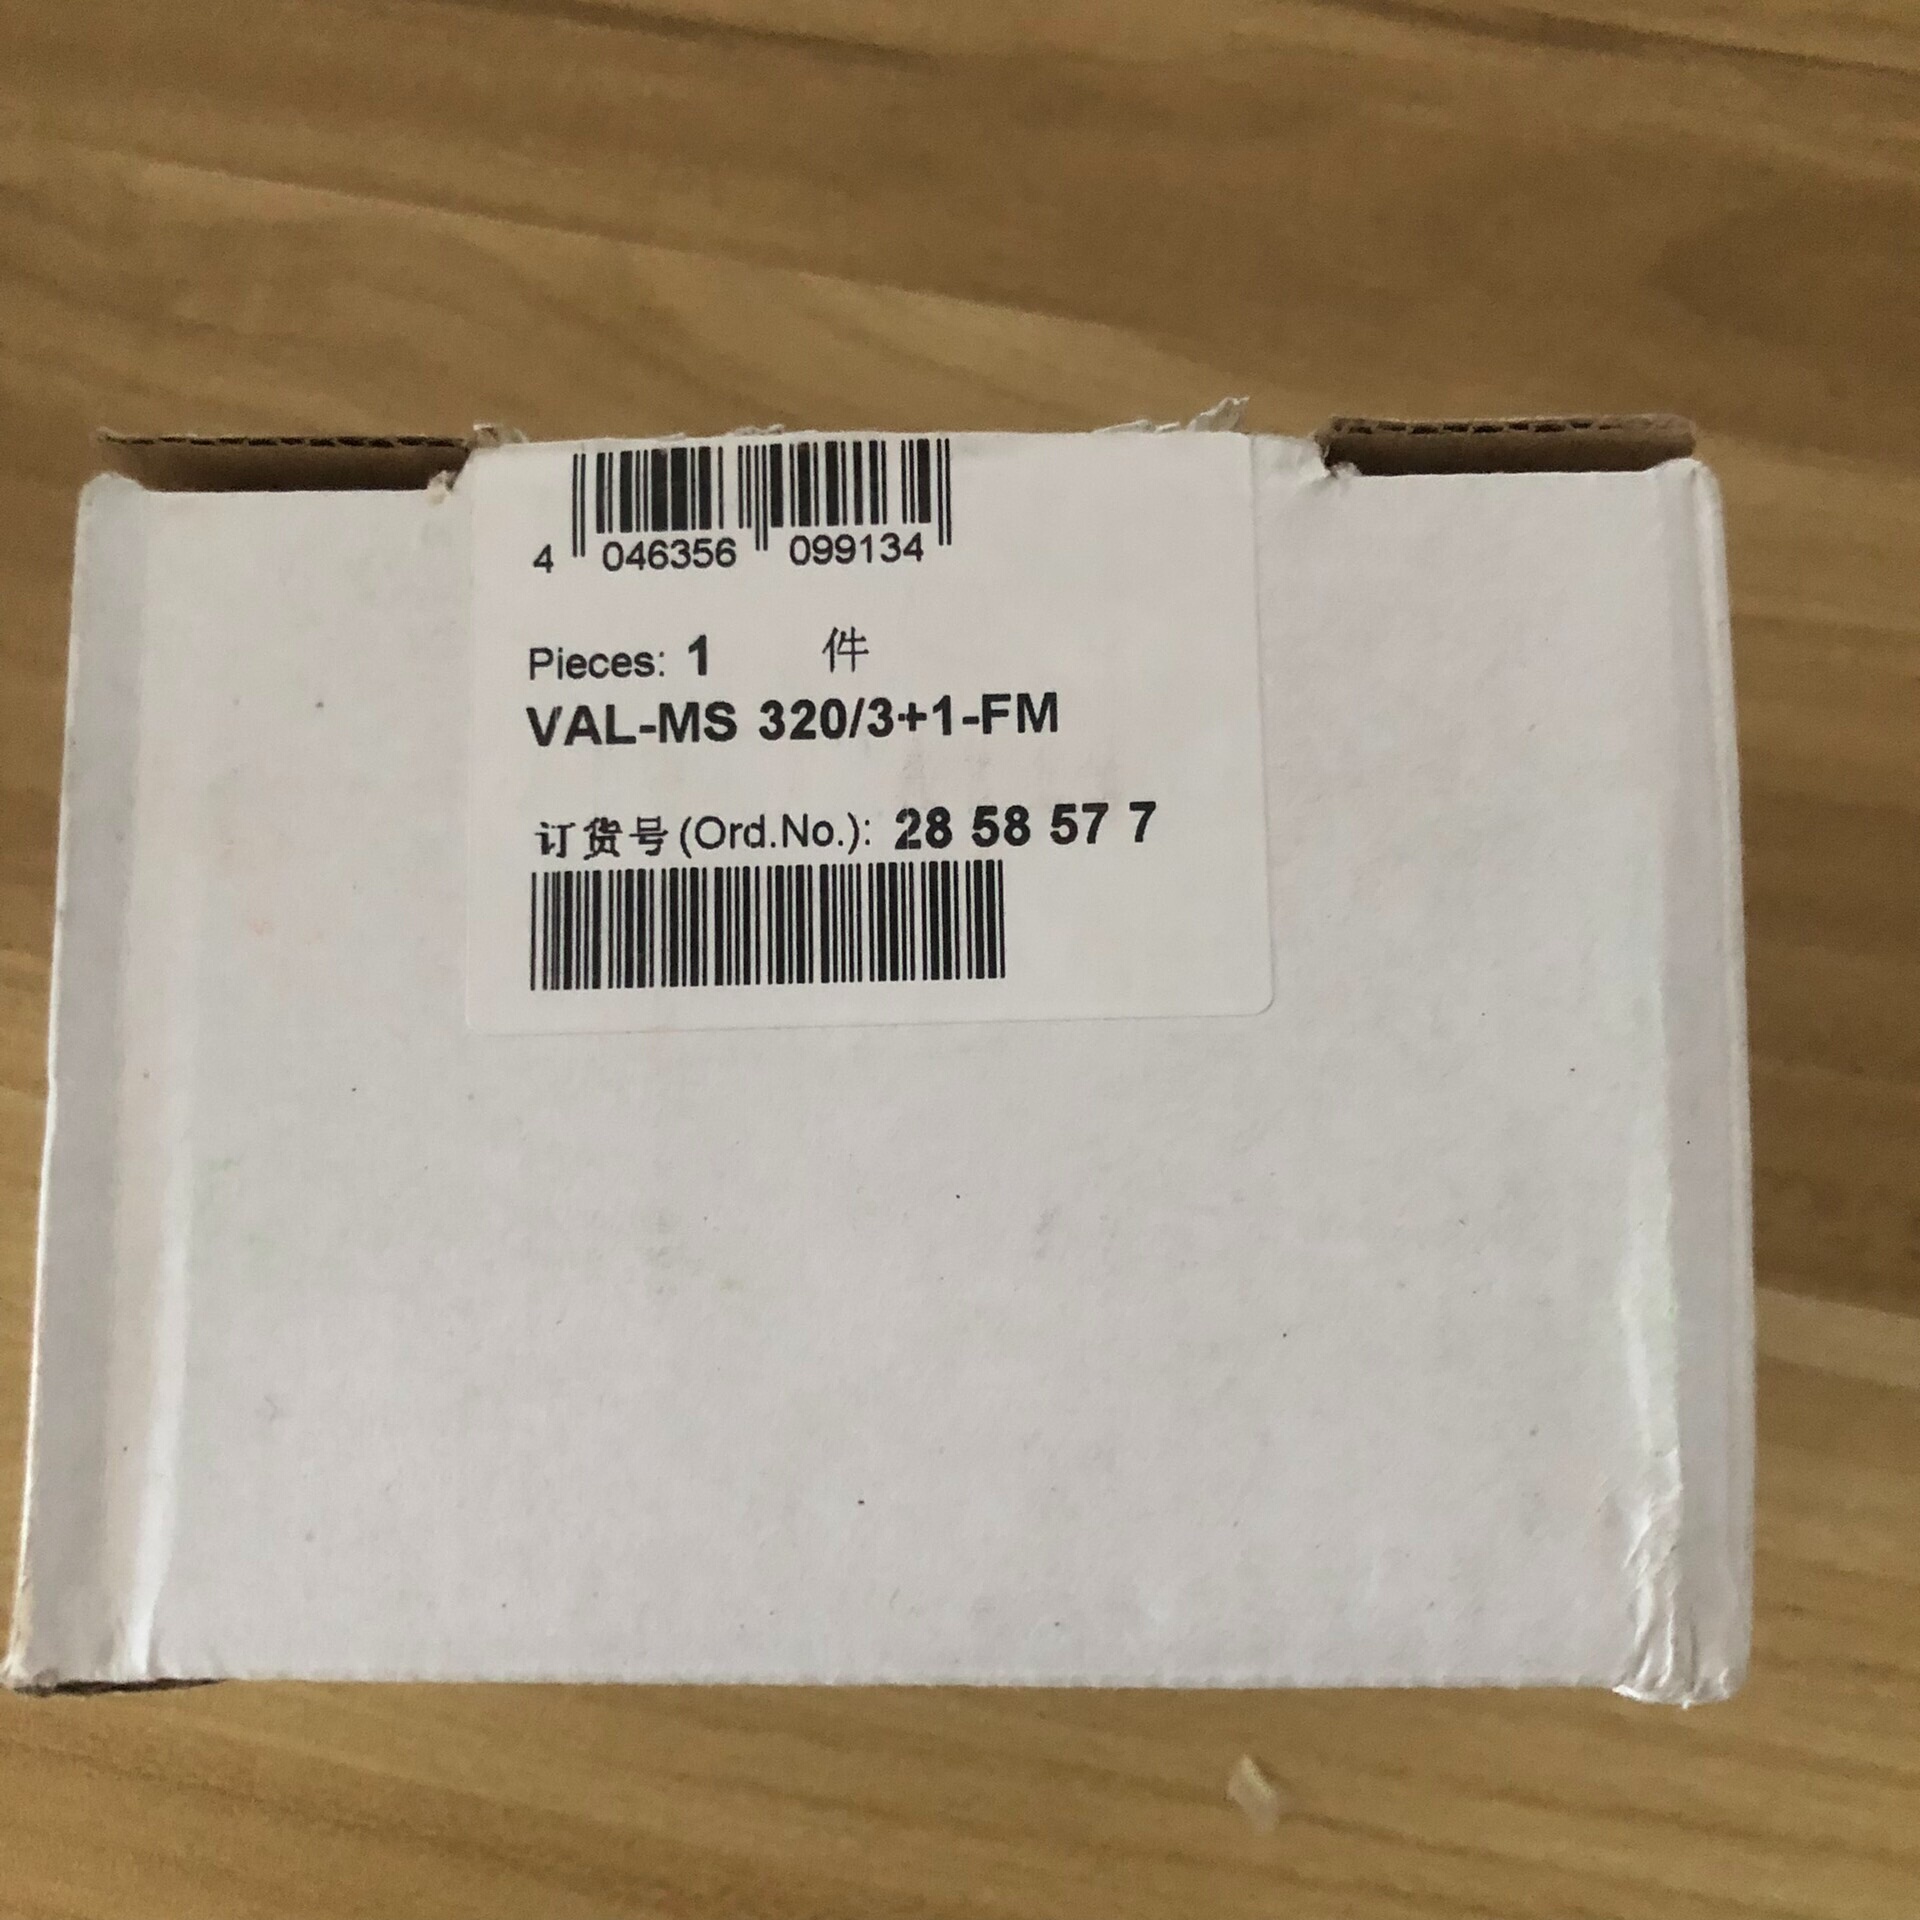 4 046356 099134
Pieces: 1 件
VAL-MS 320/3+1-FM
订货号(Ord.No.): 28 58 57 7